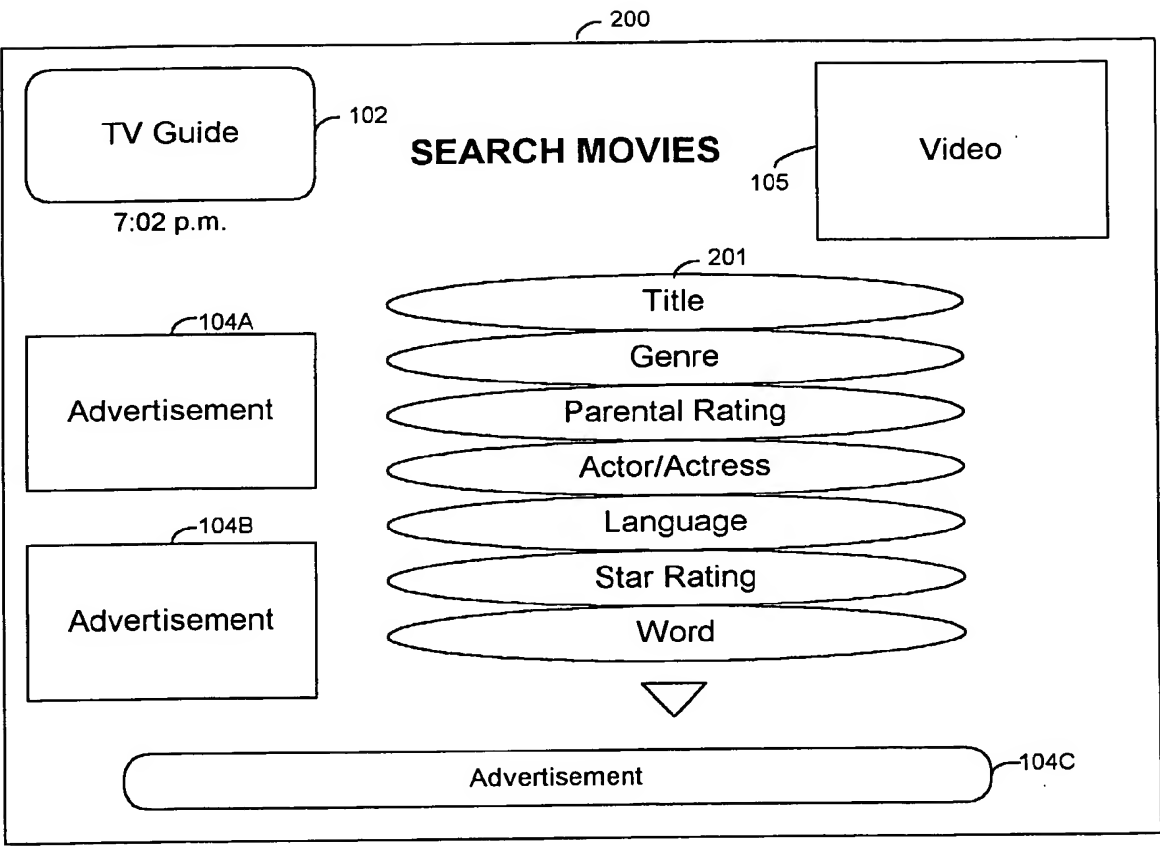 200
TV Guide
102
SEARCH MOVIES
Video
105
7:02 p.m.
201
Title
Genre
Parental Rating
Actor/Actress
Language
Star Rating
Word
104A
Advertisement
104B
Advertisement
Advertisement
104C